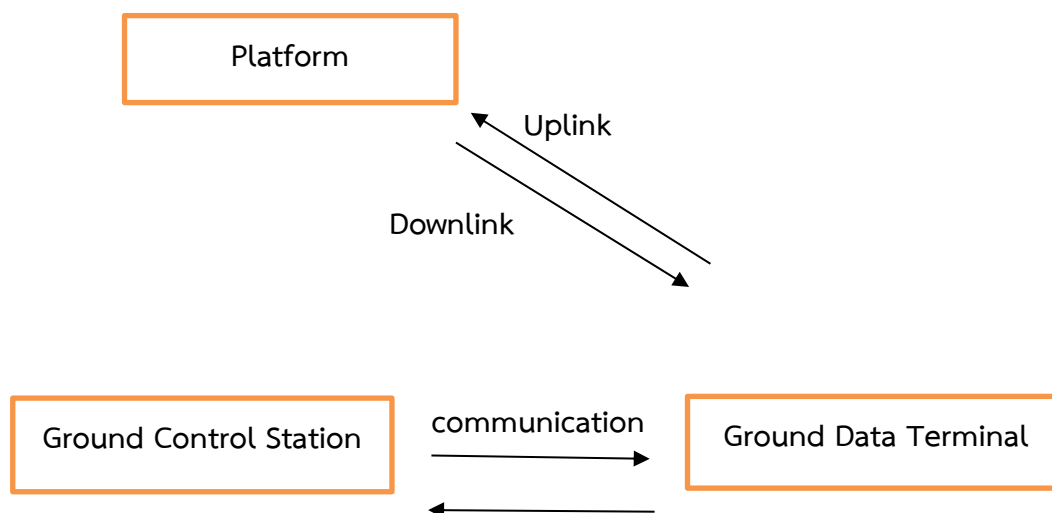 Platform
Uplink
Downlink
communication
Ground Control Station
Ground Data Terminal